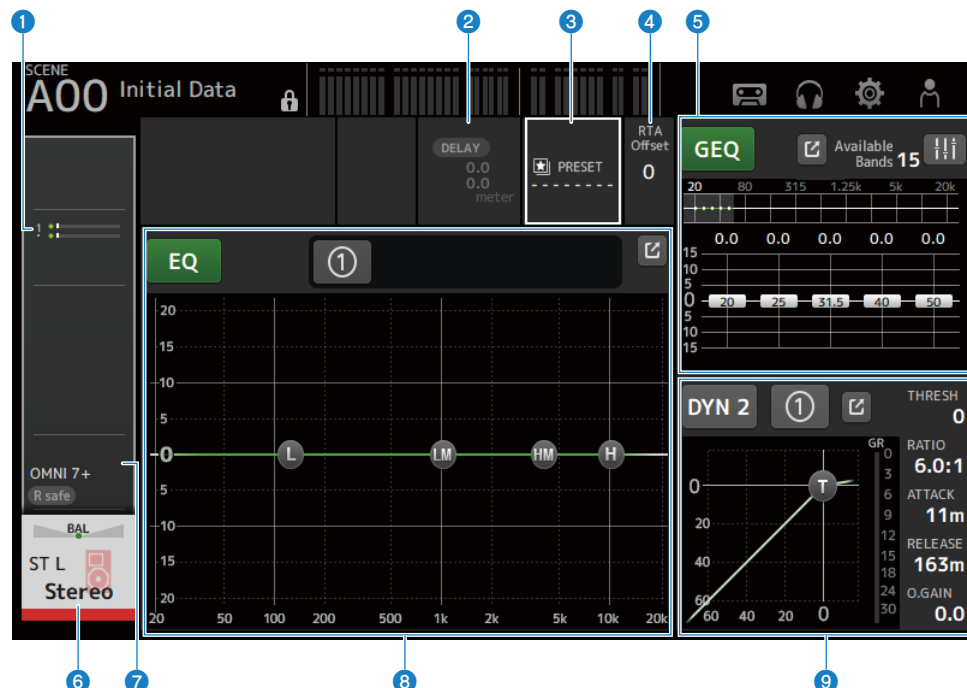 1 2 3 4 5
SCENE
A00 Initial Data
DELAY
0.0
0.0
meter
PRESET
- - - - - - - -
RTA
Offset
0
GEQ
Available
Bands 15
20 80 315 1.25k 5k 20k
0.0 0.0 0.0 0.0 0.0
15
10
5
0 20 25 31.5 40 50
5
10
15
1
OMNI 7+
R safe
BAL
ST L
Stereo
EQ 1
20
15
10
5
0 L LM HM H
5
10
15
20
20 50 100 200 500 1k 2k 5k 10k 20k
DYN 2 1
GR
0
3
6
9
12
15
18
24
30
0 T
20
40
60
60 40 20 0
THRESH
0
RATIO
6.0:1
ATTACK
11m
RELEASE
163m
O.GAIN
0.0
6 7 8 9